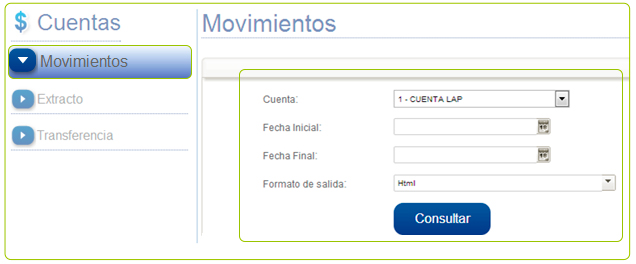 $ Cuentas
Movimientos
Extracto
Transferencia
Movimientos
Cuenta:
1 - CUENTA LAP
Fecha Inicial:
Fecha Final:
Formato de salida:
Html
Consultar